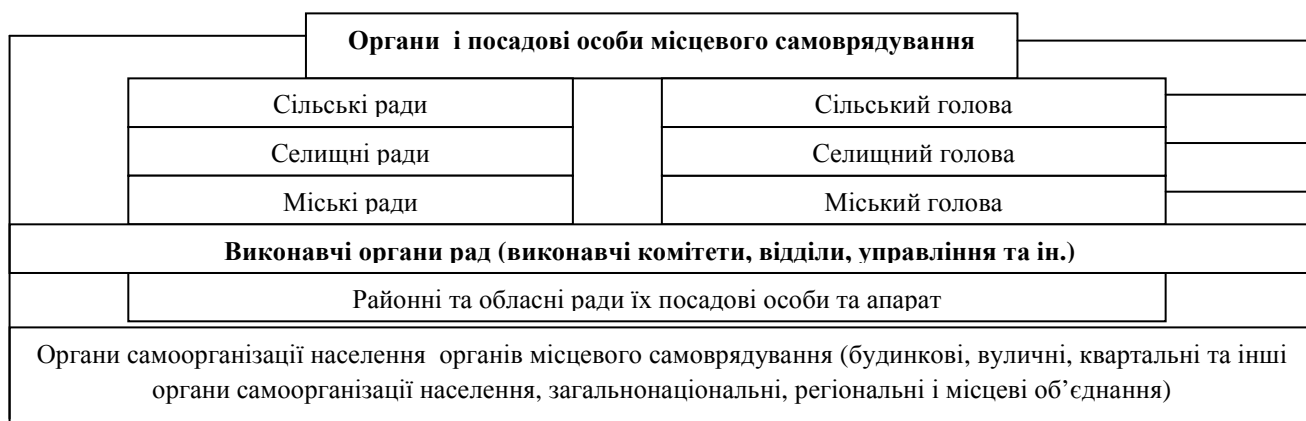 Органи і посадові особи місцевого самоврядування
Сільські ради
Сільський голова
Селищні ради
Селищний голова
Міські ради
Міський голова
Виконавчі органи рад (виконавчі комітети, відділи, управління та ін.)
Районні та обласні ради їх посадові особи та апарат
Органи самоорганізації населення органів місцевого самоврядування (будинкові, вуличні, квартальні та інші
органи самоорганізації населення, загальнонаціональні, регіональні і місцеві об’єднання)